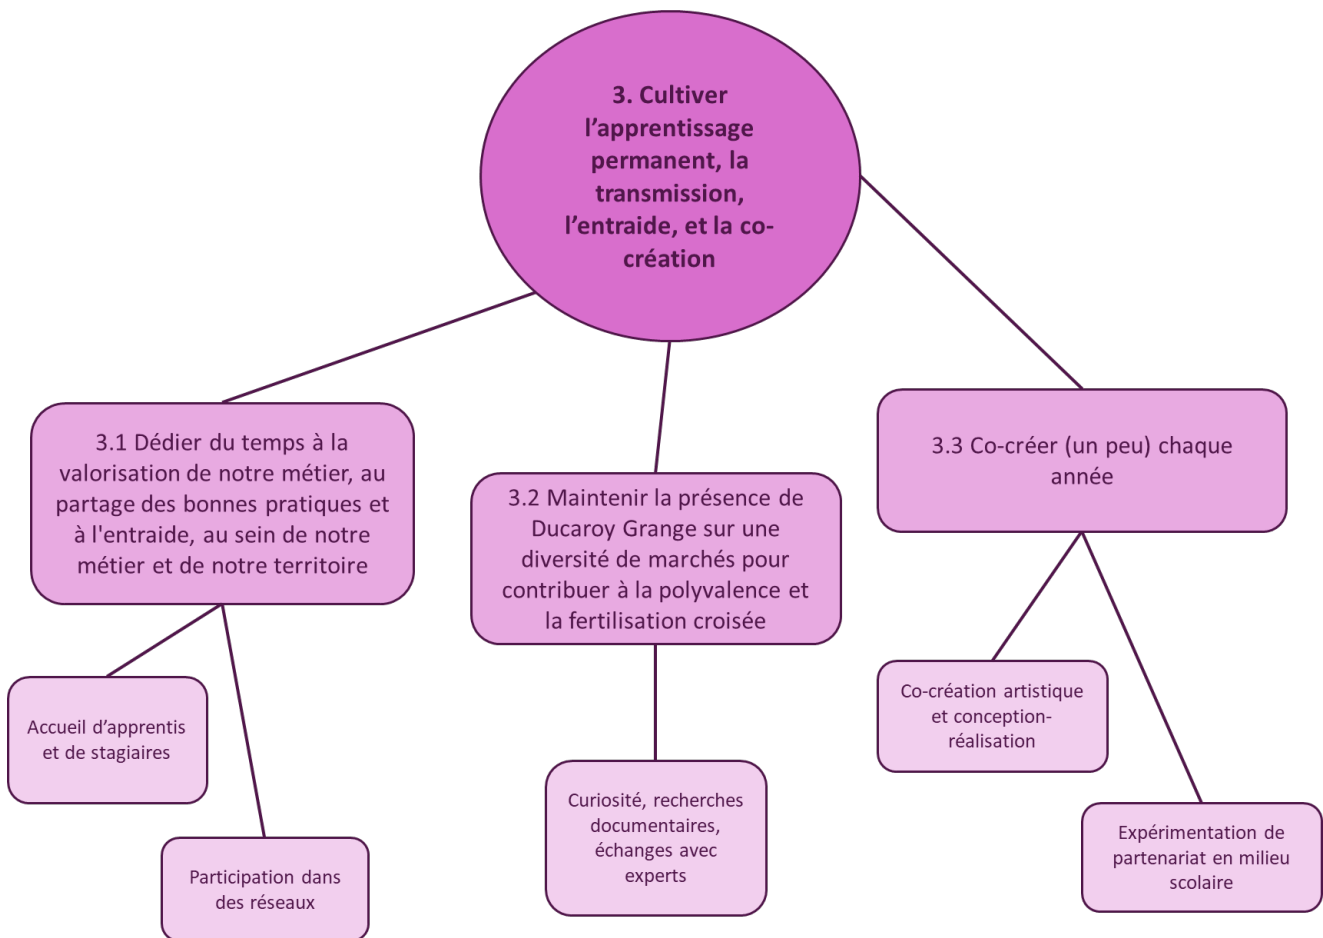 3. Cultiver
l’apprentissage
permanent, la
transmission,
l’entraide, et la co-
création
3.1 Dédier du temps à la
valorisation de notre métier, au
partage des bonnes pratiques et
à l'entraide, au sein de notre
métier et de notre territoire
3.2 Maintenir la présence de
Ducaroy Grange sur une
diversité de marchés pour
contribuer à la polyvalence et
la fertilisation croisée
3.3 Co-créer (un peu) chaque
année
Accueil d’apprentis
et de stagiaires
Participation dans
des réseaux
Curiosité, recherches
documentaires,
échanges avec
experts
Co-création artistique
et conception-
réalisation
Expérimentation de
partenariat en milieu
scolaire